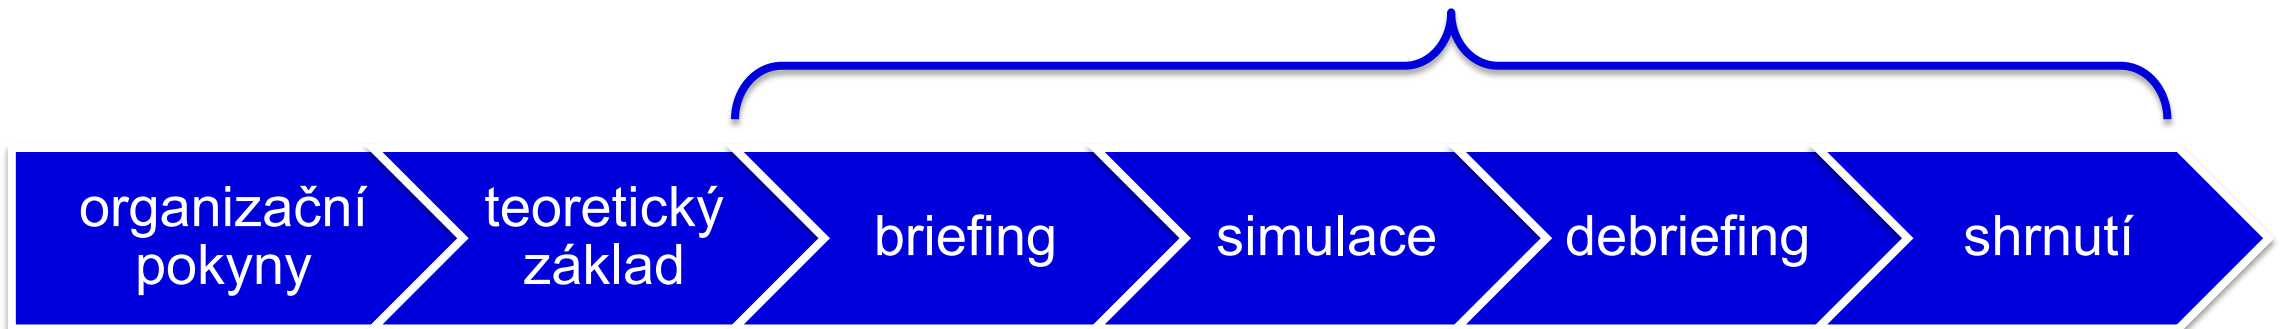 organizační
pokyny
teoretický
základ
briefing
simulace
debriefing
shrnutí